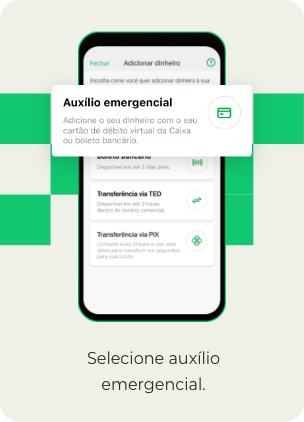 Fechar Adicionar dinheiro
Escolha como você quer adicionar dinheiro à sua
Auxílio emergencial
Adicione o seu dinheiro com o seu
cartão de débito virtual da Caixa
ou boleto bancário.
Boleto bancário
Disponível em até 3 dias úteis.
Transferência via TED
Disponível em até 3 horas
dentro do horário comercial.
Transferência via PIX
Consulte suas chaves e use uma
delas para transferir em segundos
para sua conta
Selecione auxílio
emergencial.